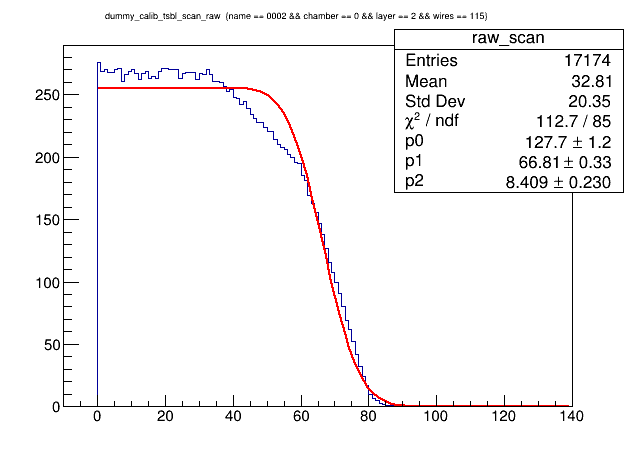 dummy_calib_tsbl_scan_raw (name == 0002 && chamber == 0 && layer == 2 && wires == 115)
raw_scan
Entries 17174
Mean 32.81
Std Dev 20.35
χ² / ndf 112.7 / 85
p0 127.7 ± 1.2
p1 66.81 ± 0.33
p2 8.409 ± 0.230
250
200
150
100
50
0
0 20 40 60 80 100 120 140